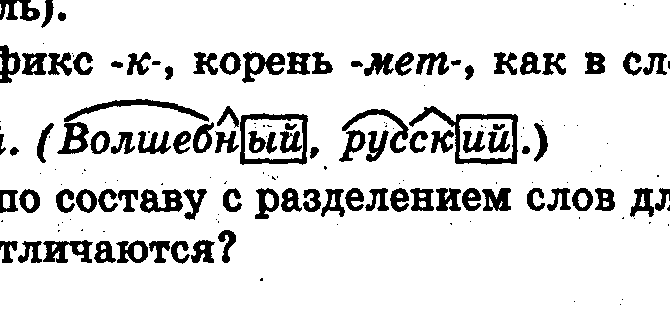 ль).
фикс -к-, корень -мет-, как в сл
. (Волшебный, русский.)
по составу с разделением слов дл
тличаются?